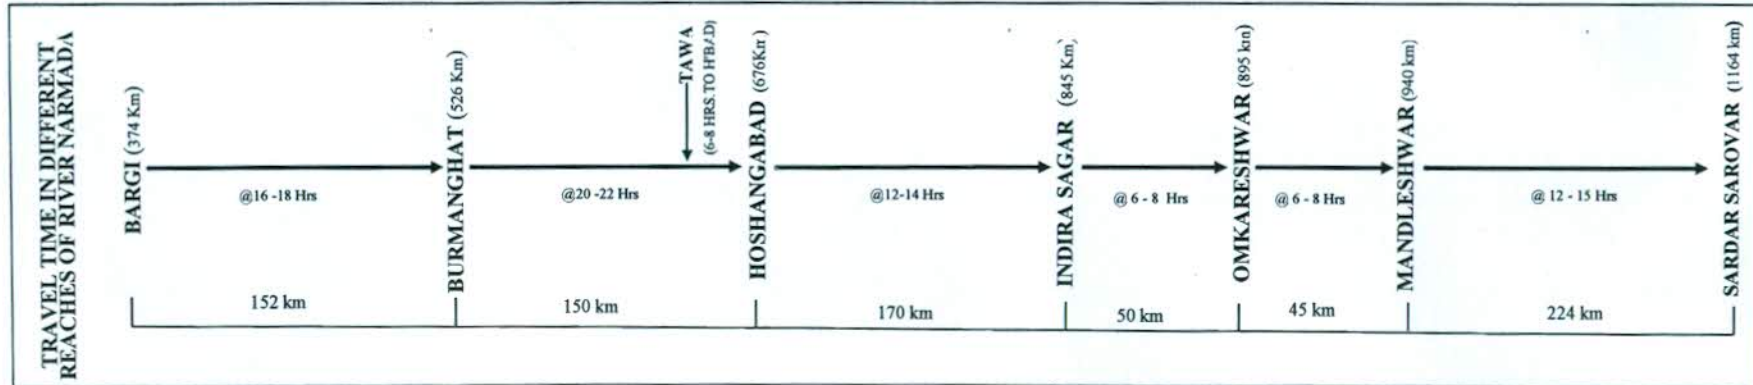 TRAVEL TIME IN DIFFERENT
REACHES OF RIVER NARMADA
BARGI (374 Km)
@16 -18 Hrs
BURMANGHAT (526 Km)
@20 -22 Hrs
TAWA
(6-8 HRS. TO H'BAD)
HOSHANGABAD (676Km)
@12-14 Hrs
INDIRA SAGAR (845 Km)
@ 6 - 8 Hrs
OMKARESHWAR (895 km)
@ 6 - 8 Hrs
MANDLESHWAR (940 km)
@ 12 - 15 Hrs
SARDAR SAROVAR (1164 km)
152 km
150 km
170 km
50 km
45 km
224 km